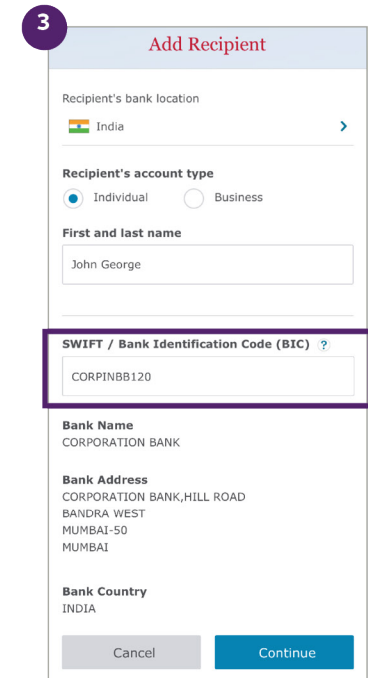 3
Add Recipient
Recipient's bank location
India
Recipient's account type
Individual Business
First and last name
John George
SWIFT / Bank Identification Code (BIC) ?
CORPINBB120
Bank Name
CORPORATION BANK
Bank Address
CORPORATION BANK,HILL ROAD
BANDRA WEST
MUMBAI-50
MUMBAI
Bank Country
INDIA
Cancel Continue